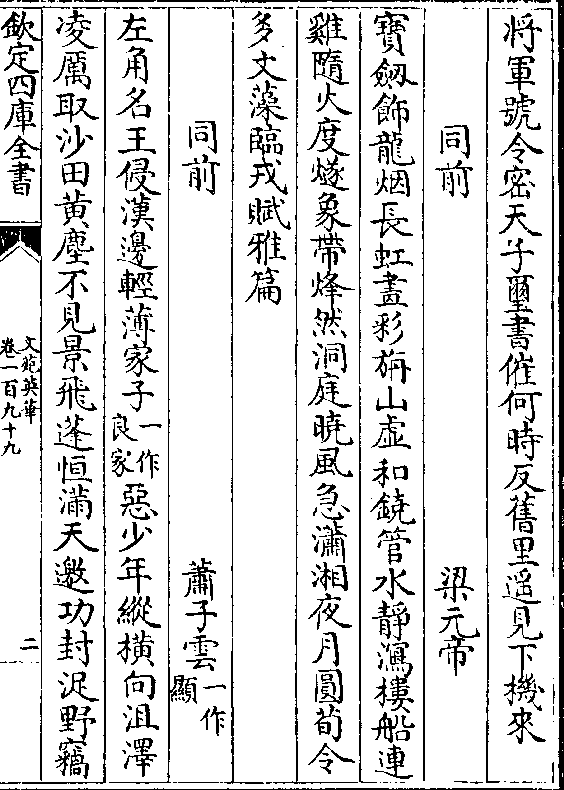 將軍號令密天子璽書催何時反舊里遥見下機來
同前 梁元帝
寶劔飾龍烟長虹畫彩旃山虛和鐃管水靜瀉樓船連
雞隨火度燧象帶烽然洞庭曉風急瀟湘夜月圓荀令
多文藻臨戎賦雅篇
同前 蕭子雲一作顯
左角名王侵漢邊輕薄家子一作良家惡少年縱橫向沮澤
凌厲取沙田黃塵不見景飛蓬恒滿天邀功封浞野竊
欽定四庫全書 文苑英華卷一百九十九 二